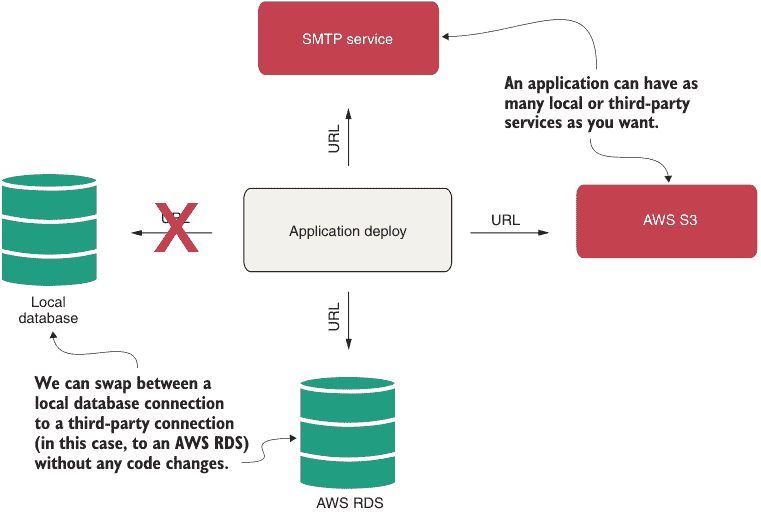 SMTP service
An application can have as
many local or third-party
services as you want.
URL
URL
Application deploy
URL
AWS S3
Local
database
URL
We can swap between a
local database connection
to a third-party connection
(in this case, to an AWS RDS)
without any code changes.
AWS RDS